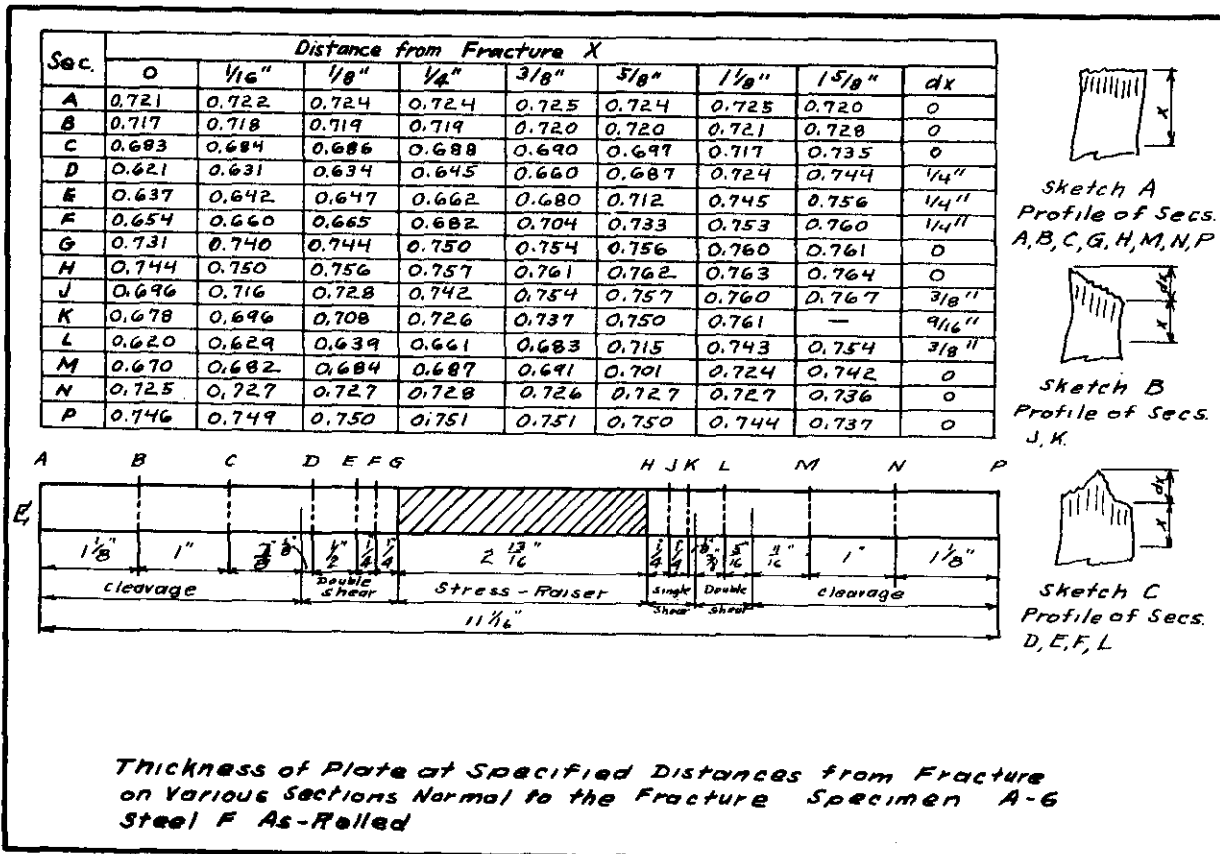 Distance from Fracture X
Sec. 0 1/16" 1/8" 1/4" 3/8" 5/8" 1 1/8" 1 5/8" dx
A 0.721 0.722 0.724 0.724 0.725 0.724 0.725 0.720 0
B 0.717 0.718 0.719 0.719 0.720 0.720 0.721 0.728 0
C 0.683 0.684 0.686 0.688 0.690 0.697 0.717 0.735 0
D 0.621 0.631 0.634 0.645 0.660 0.687 0.724 0.744 1/4"
E 0.637 0.642 0.647 0.662 0.680 0.712 0.745 0.756 1/4"
F 0.654 0.660 0.665 0.682 0.704 0.733 0.753 0.760 1/4"
G 0.731 0.740 0.744 0.750 0.754 0.756 0.760 0.761 0
H 0.744 0.750 0.756 0.757 0.761 0.762 0.763 0.764 0
J 0.696 0.716 0.728 0.742 0.754 0.757 0.760 0.767 3/8"
K 0.678 0.696 0.708 0.726 0.737 0.750 0.761 — 9/16"
L 0.620 0.629 0.639 0.661 0.683 0.715 0.743 0.754 3/8"
M 0.670 0.682 0.684 0.687 0.691 0.701 0.724 0.742 0
N 0.725 0.727 0.727 0.728 0.726 0.727 0.727 0.736 0
P 0.746 0.749 0.750 0.751 0.751 0.750 0.744 0.737 0
x
Sketch A
Profile of Secs.
A, B, C, G, H, M, N, P
dx
x
Sketch B
Profile of Secs.
J, K.
dx
x
Sketch C
Profile of Secs.
D, E, F, L
A B C D E F G H J K L M N P
1 1/8" 1" 7/8" 1/8" 1/2" 1/4 1/4" 2 13/16" 1/4 1/4" 1/8" 3/8" 5/16" 11/16" 1" 1 1/8"
cleavage Double shear Stress-Raiser Single shear Double shear cleavage
11 1/16"
Thickness of Plate at Specified Distances from Fracture
on Various Sections Normal to the Fracture Specimen A-6
Steel F As-Rolled